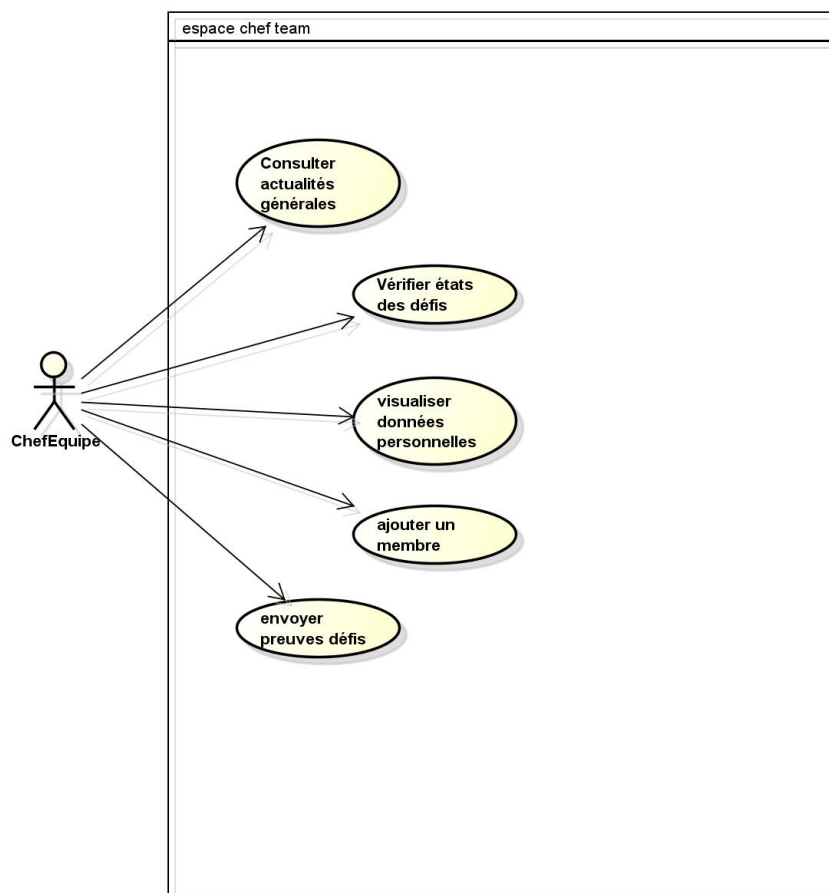 espace chef team
Consulter
actualités
générales
Vérifier états
des défis
ChefEquipe
visualiser
données
personnelles
ajouter un
membre
envoyer
preuves défis